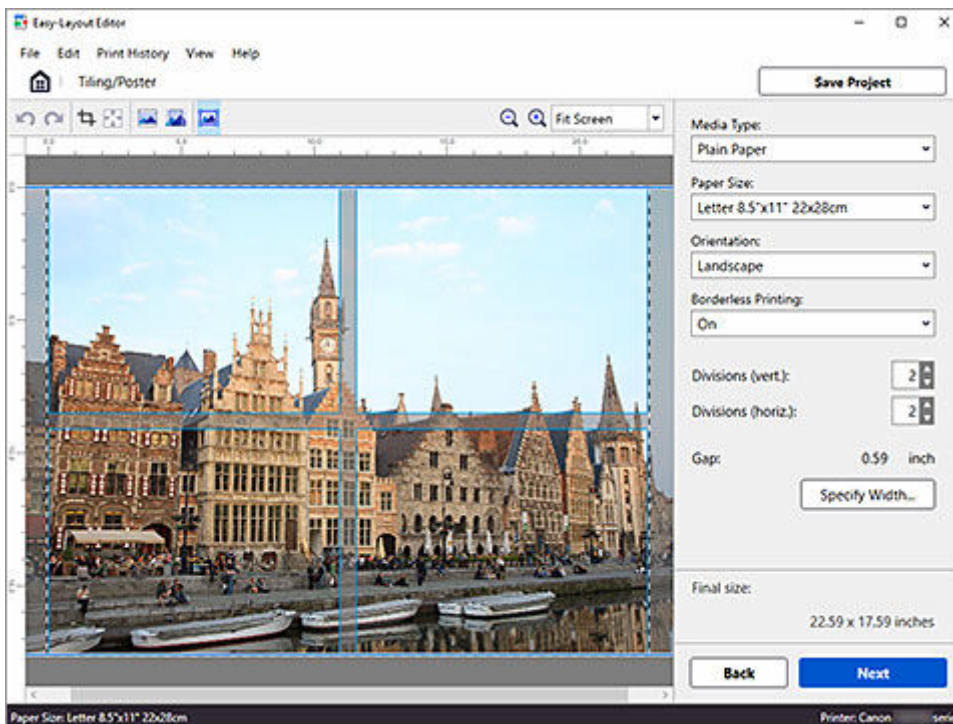 Easy-Layout Editor
File Edit Print History View Help
Tiling/Poster
Save Project
Fit Screen
Media Type:
Plain Paper
Paper Size:
Letter 8.5"x11" 22x28cm
Orientation:
Landscape
Borderless Printing:
On
Divisions (vert.):
2
Divisions (horiz.):
2
Gap: 0.59 inch
Specify Width...
Final size:
22.59 x 17.59 inches
Back Next
Paper Size: Letter 8.5"x11" 22x28cm Printer: Canon